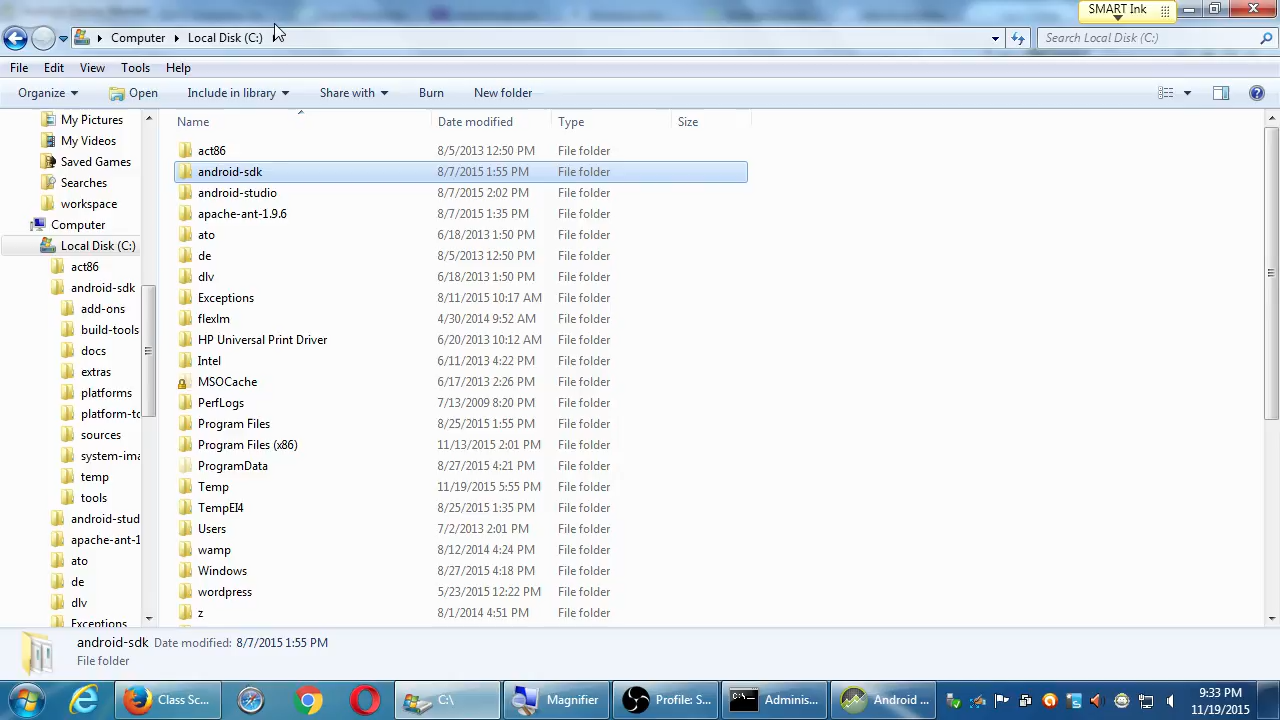 SMART Ink
Computer Local Disk (C:) Search Local Disk (C:)
File Edit View Tools Help
Organize Open Include in library Share with Burn New folder
Name Date modified Type Size
My Pictures
My Videos
Saved Games
Searches
workspace
Computer
Local Disk (C:)
act86
android-sdk
add-ons
build-tools
docs
extras
platforms
platform-to
sources
system-ima
temp
tools
android-stud
apache-ant-1
ato
de
dlv
Exceptions
act86 8/5/2013 12:50 PM File folder
android-sdk 8/7/2015 1:55 PM File folder
android-studio 8/7/2015 2:02 PM File folder
apache-ant-1.9.6 8/7/2015 1:35 PM File folder
ato 6/18/2013 1:50 PM File folder
de 8/5/2013 12:50 PM File folder
dlv 6/18/2013 1:50 PM File folder
Exceptions 8/11/2015 10:17 AM File folder
flexlm 4/30/2014 9:52 AM File folder
HP Universal Print Driver 6/20/2013 10:12 AM File folder
Intel 6/11/2013 4:22 PM File folder
MSOCache 6/17/2013 2:26 PM File folder
PerfLogs 7/13/2009 8:20 PM File folder
Program Files 8/25/2015 1:55 PM File folder
Program Files (x86) 11/13/2015 2:01 PM File folder
ProgramData 8/27/2015 4:21 PM File folder
Temp 11/19/2015 5:55 PM File folder
TempEI4 8/25/2015 1:35 PM File folder
Users 7/2/2013 2:01 PM File folder
wamp 8/12/2014 4:24 PM File folder
Windows 8/27/2015 4:18 PM File folder
wordpress 5/23/2015 12:22 PM File folder
z 8/1/2014 4:51 PM File folder
android-sdk Date modified: 8/7/2015 1:55 PM
File folder
Class Sc... C:\ Magnifier Profile: S... Adminis... Android ... 9:33 PM
11/19/2015